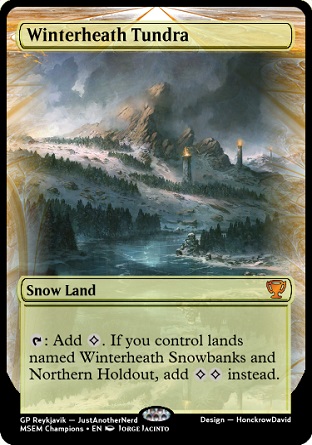 Winterheath Tundra
Snow Land
: Add . If you control lands
named Winterheath Snowbanks and
Northern Holdout, add instead.
GP Reykjavik — JustAnotherNerd
Design — HonckrowDavid
MSEM Champions • EN Jorge Jacinto